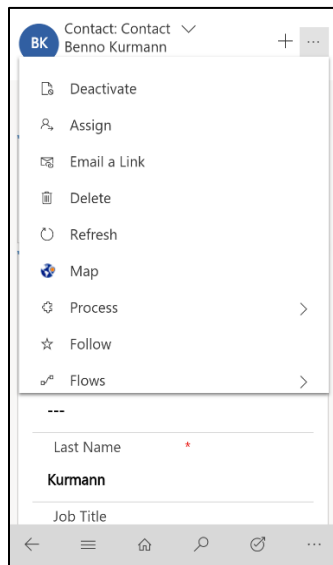 BK
Contact: Contact
Benno Kurmann
Deactivate
Assign
Email a Link
Delete
Refresh
Map
Process
Follow
Flows
---
Last Name *
Kurmann
Job Title